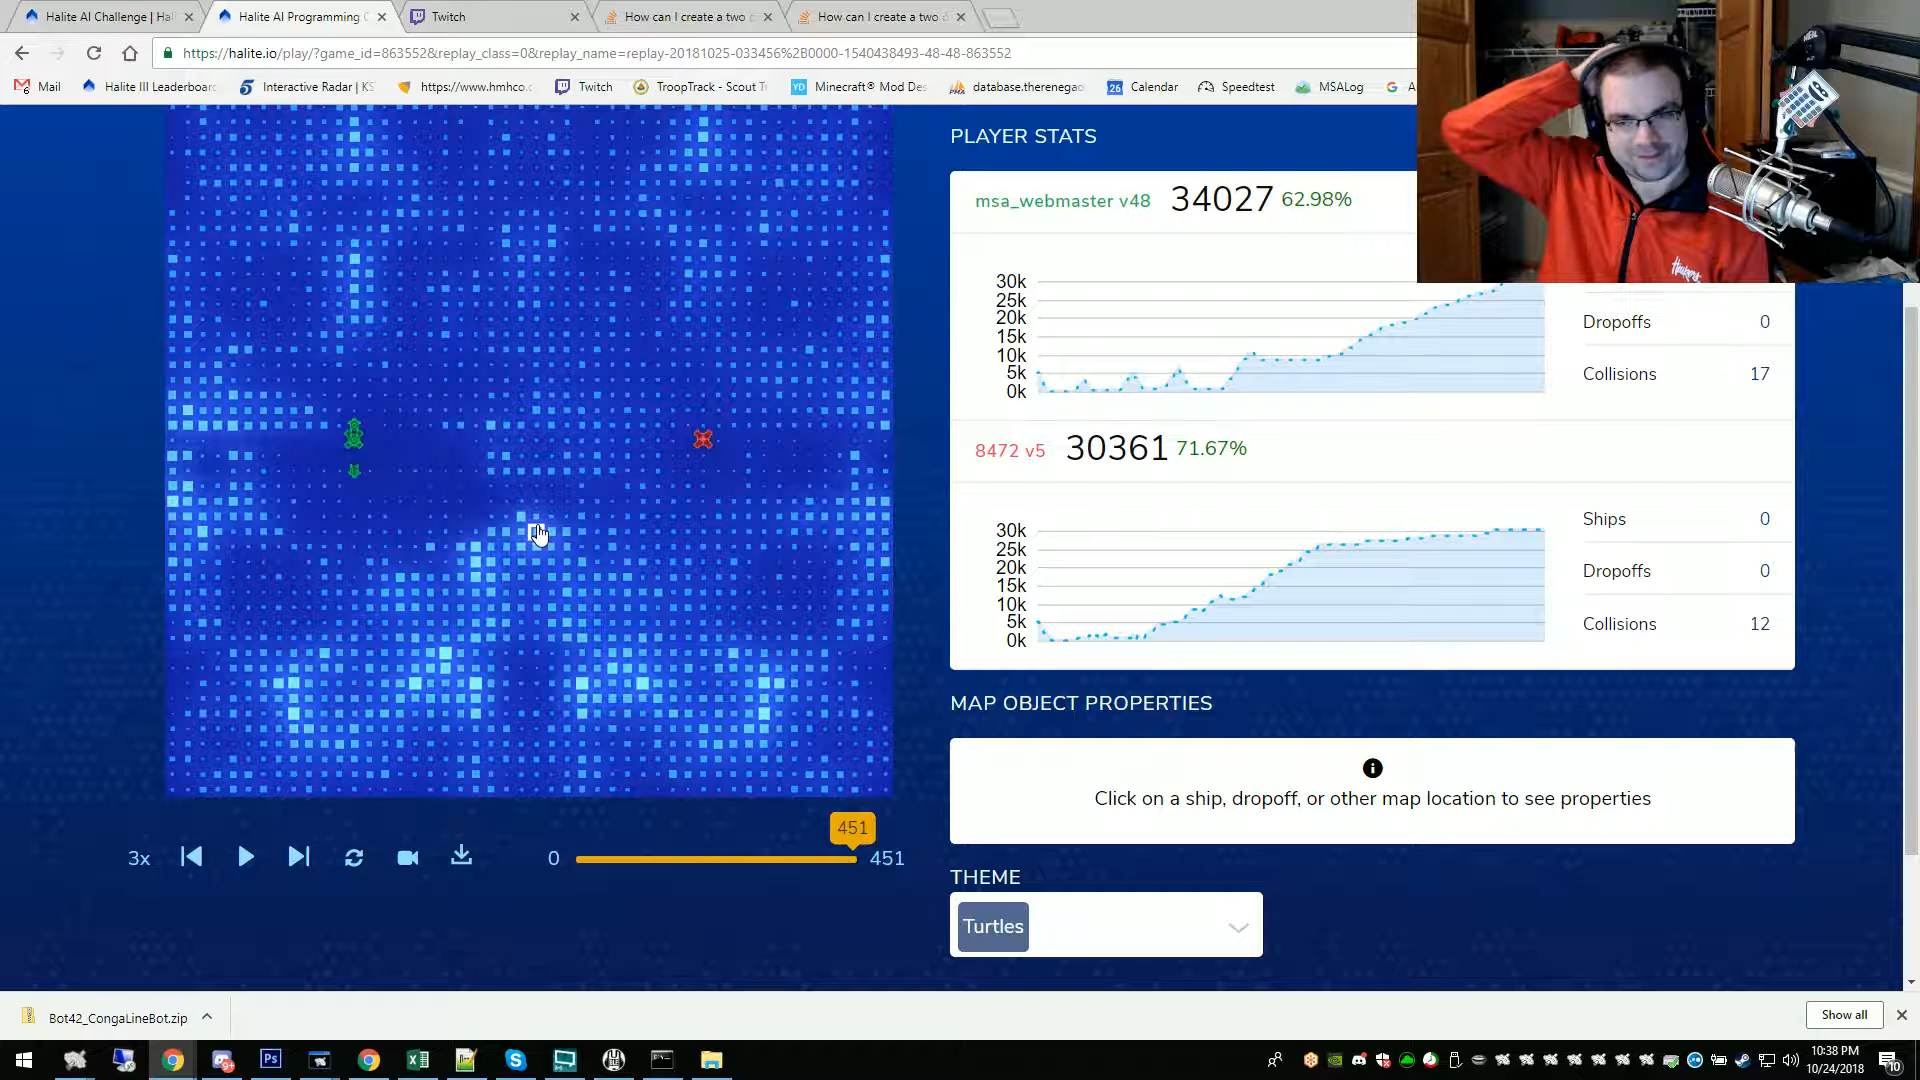 Halite AI Challenge | Hal
Halite AI Programming C
Twitch
How can I create a two
How can I create a two
https://halite.io/play/?game_id=863552&replay_class=0&replay_name=replay-20181025-033456%2B0000-1540438493-48-48-863552
Mail
Halite III Leaderboar
Interactive Radar | KS
https://www.hmhco.c
Twitch
TroopTrack - Scout T
Minecraft® Mod Des
database.therenegad
26
Calendar
Speedtest
MSALog
A
PLAYER STATS
msa_webmaster v48 34027 62.98%
30k
25k
20k
15k
10k
5k
0k
Dropoffs 0
Collisions 17
8472 v5 30361 71.67%
30k
25k
20k
15k
10k
5k
0k
Ships 0
Dropoffs 0
Collisions 12
MAP OBJECT PROPERTIES
Click on a ship, dropoff, or other map location to see properties
451
3x 0 451
THEME
Turtles
Bot42_CongaLineBot.zip
Show all
Huskers
10:38 PM
10/24/2018
10